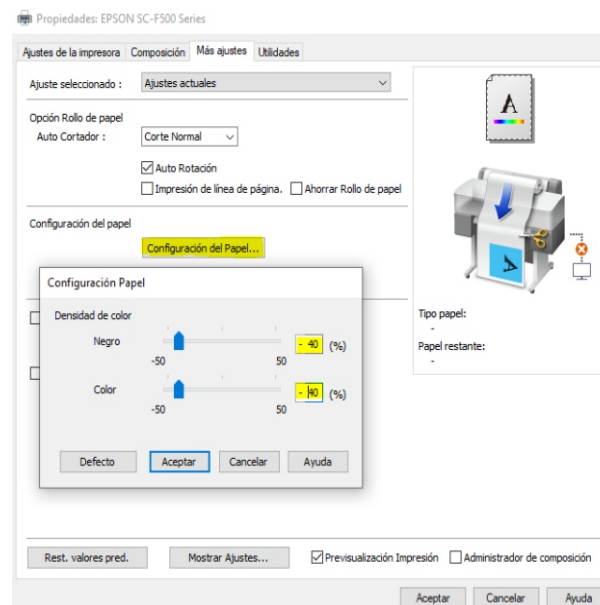 Propiedades: EPSON SC-F500 Series
Ajustes de la impresora Composición Más ajustes Utilidades
Ajuste seleccionado : Ajustes actuales
Opción Rollo de papel
Auto Cortador : Corte Normal
Auto Rotación
Impresión de línea de página. Ahorrar Rollo de papel
Configuración del papel
Configuración del Papel...
Configuración Papel
Densidad de color
Negro - 40 (%)
-50 50
Color - 40 (%)
-50 50
Defecto Aceptar Cancelar Ayuda
A
A
Tipo papel:
-
Papel restante:
-
Rest. valores pred. Mostrar Ajustes... Previsualización Impresión Administrador de composición
Aceptar Cancelar Ayuda